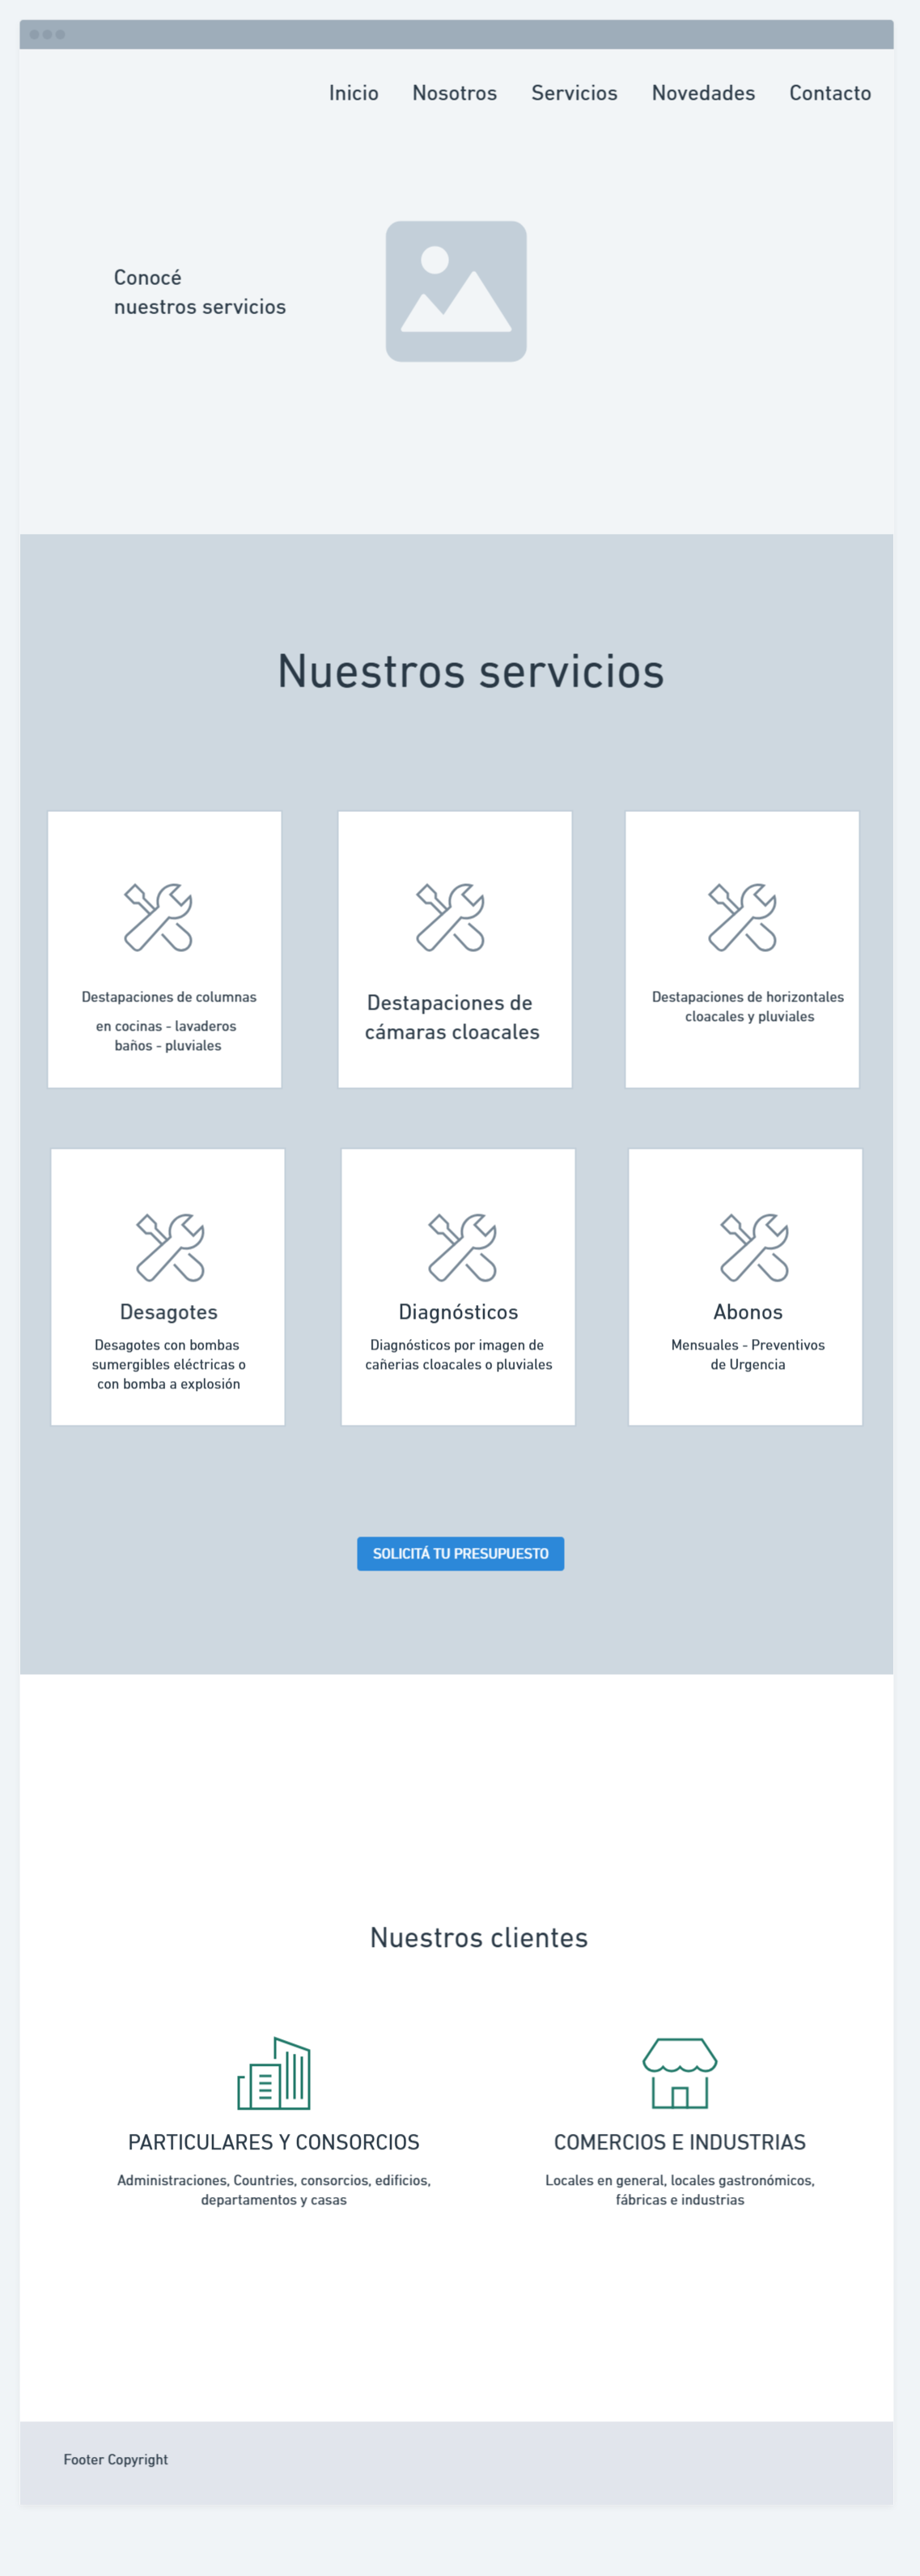 Inicio Nosotros Servicios Novedades Contacto
Conocé
nuestros servicios
Nuestros servicios
Destapaciones de columnas
en cocinas - lavaderos
baños - pluviales
Destapaciones de
cámaras cloacales
Destapaciones de horizontales
cloacales y pluviales
Desagotes
Desagotes con bombas
sumergibles eléctricas o
con bomba a explosión
Diagnósticos
Diagnósticos por imagen de
cañerias cloacales o pluviales
Abonos
Mensuales - Preventivos
de Urgencia
SOLICITÁ TU PRESUPUESTO
Nuestros clientes
PARTICULARES Y CONSORCIOS
Administraciones, Countries, consorcios, edificios,
departamentos y casas
COMERCIOS E INDUSTRIAS
Locales en general, locales gastronómicos,
fábricas e industrias
Footer Copyright